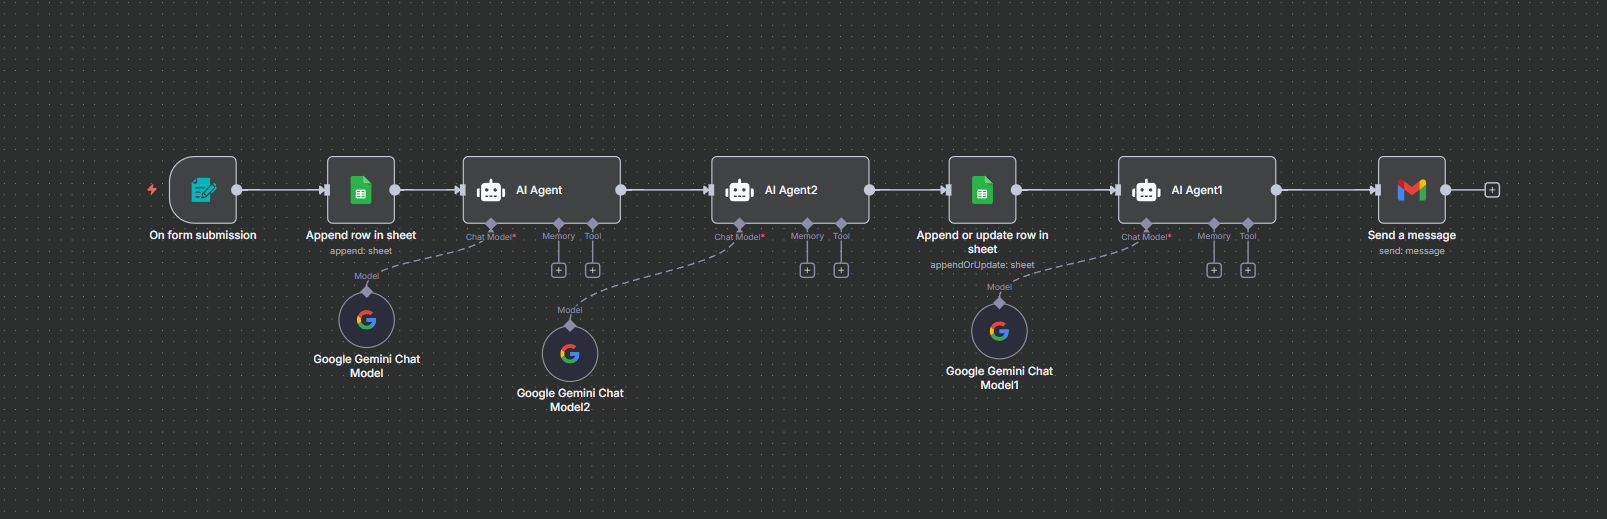 AI Agent
AI Agent2
AI Agent1
On form submission
Append row in sheet
append: sheet
Chat Model*
Memory
Tool
Chat Model*
Memory
Tool
Append or update row in
sheet
appendOrUpdate: sheet
Chat Model*
Memory
Tool
Send a message
send: message
Model
Google Gemini Chat
Model
Model
Google Gemini Chat
Model2
Model
Google Gemini Chat
Model1